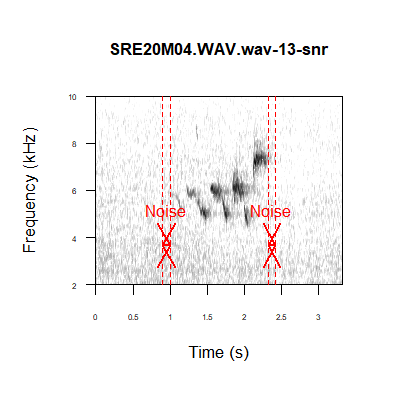 SRE20M04.WAV.wav-13-snr
Frequency (kHz)
10
8
6
4
2
Noise Noise
0 0.5 1 1.5 2 2.5 3
Time (s)